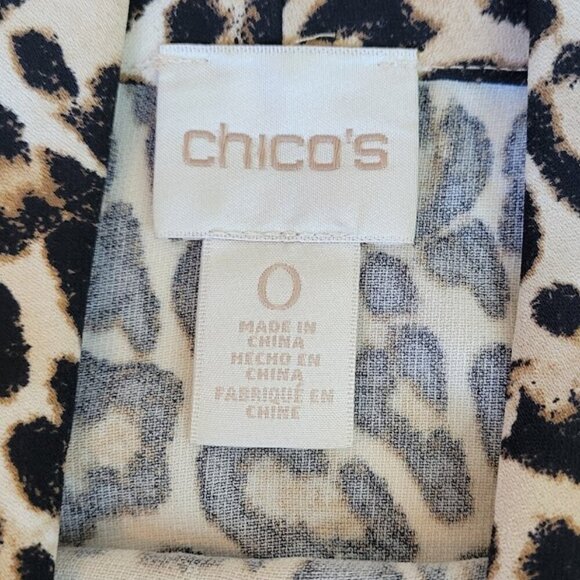 chico's
0
MADE IN
CHINA
HECHO EN
CHINA
FABRIQUÉ EN
CHINE